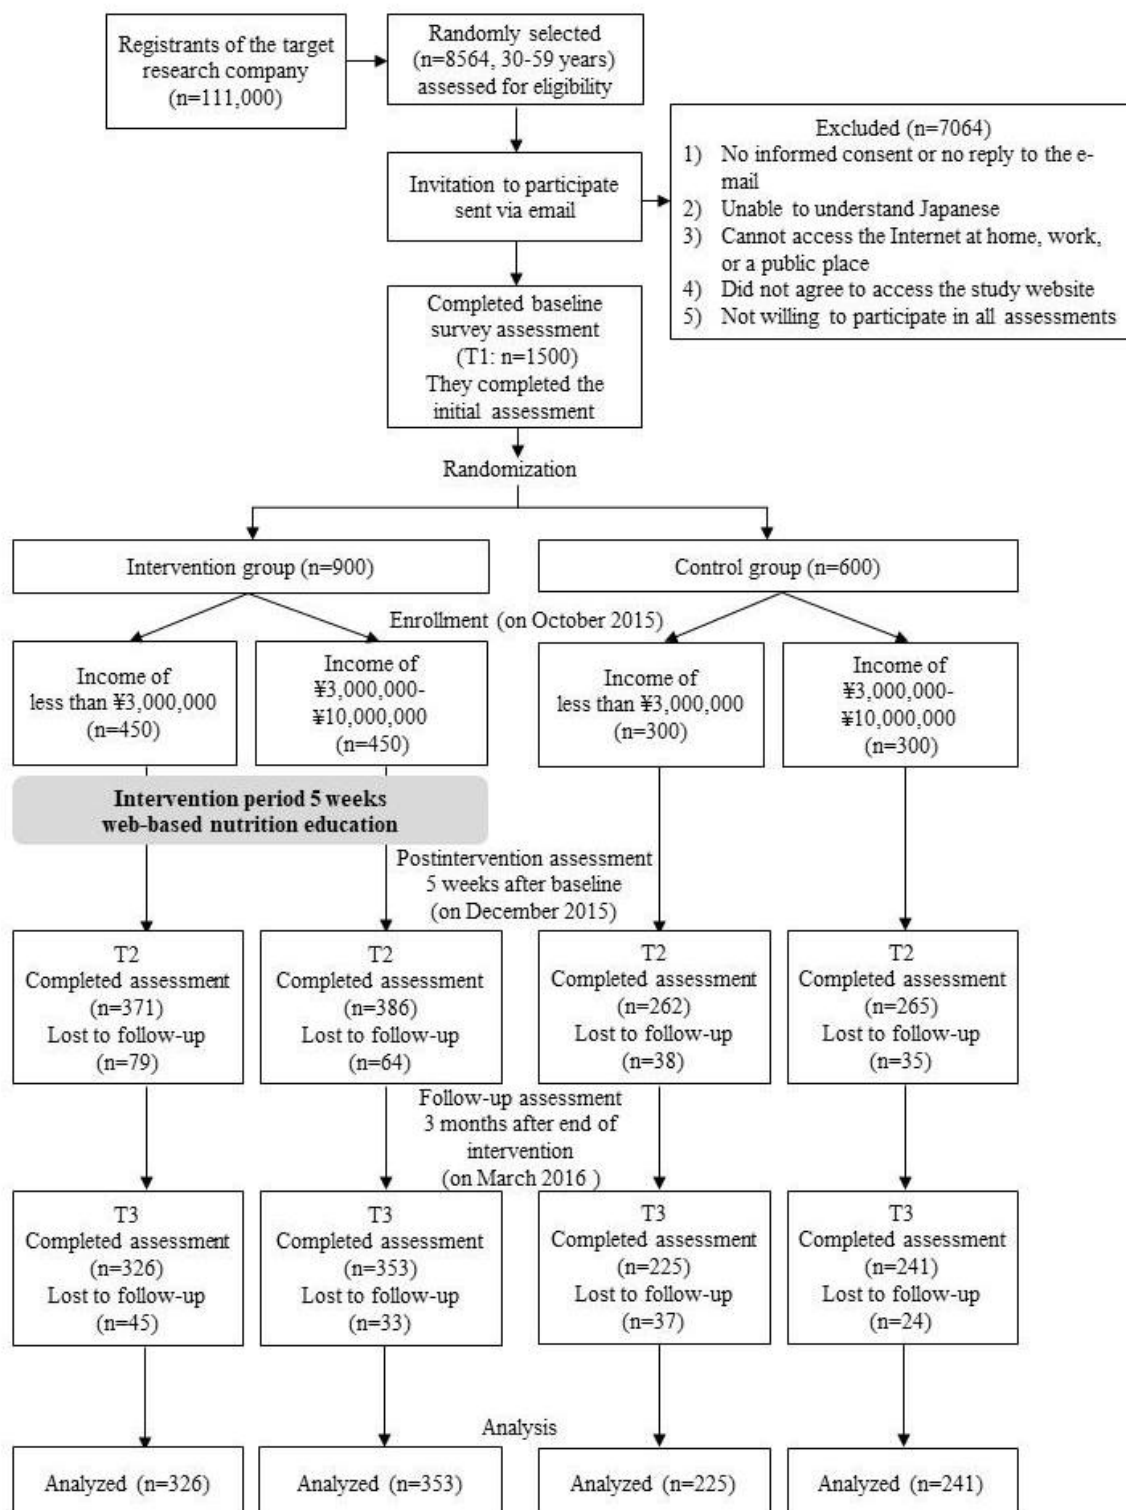 Registrants of the target
research company
(n=111,000)
Randomly selected
(n=8564, 30-59 years)
assessed for eligibility
Invitation to participate
sent via email
Excluded (n=7064)
1) No informed consent or no reply to the e-
mail
2) Unable to understand Japanese
3) Cannot access the Internet at home, work,
or a public place
4) Did not agree to access the study website
5) Not willing to participate in all assessments
Completed baseline
survey assessment
(T1: n=1500)
They completed the
initial assessment
Randomization
Intervention group (n=900)
Control group (n=600)
Enrollment (on October 2015)
Income of
less than ¥3,000,000
(n=450)
Income of
¥3,000,000-
¥10,000,000
(n=450)
Income of
less than ¥3,000,000
(n=300)
Income of
¥3,000,000-
¥10,000,000
(n=300)
Intervention period 5 weeks
web-based nutrition education
Postintervention assessment
5 weeks after baseline
(on December 2015)
T2
Completed assessment
(n=371)
Lost to follow-up
(n=79)
T2
Completed assessment
(n=386)
Lost to follow-up
(n=64)
T2
Completed assessment
(n=262)
Lost to follow-up
(n=38)
T2
Completed assessment
(n=265)
Lost to follow-up
(n=35)
Follow-up assessment
3 months after end of
intervention
(on March 2016 )
T3
Completed assessment
(n=326)
Lost to follow-up
(n=45)
T3
Completed assessment
(n=353)
Lost to follow-up
(n=33)
T3
Completed assessment
(n=225)
Lost to follow-up
(n=37)
T3
Completed assessment
(n=241)
Lost to follow-up
(n=24)
Analysis
Analyzed (n=326)
Analyzed (n=353)
Analyzed (n=225)
Analyzed (n=241)